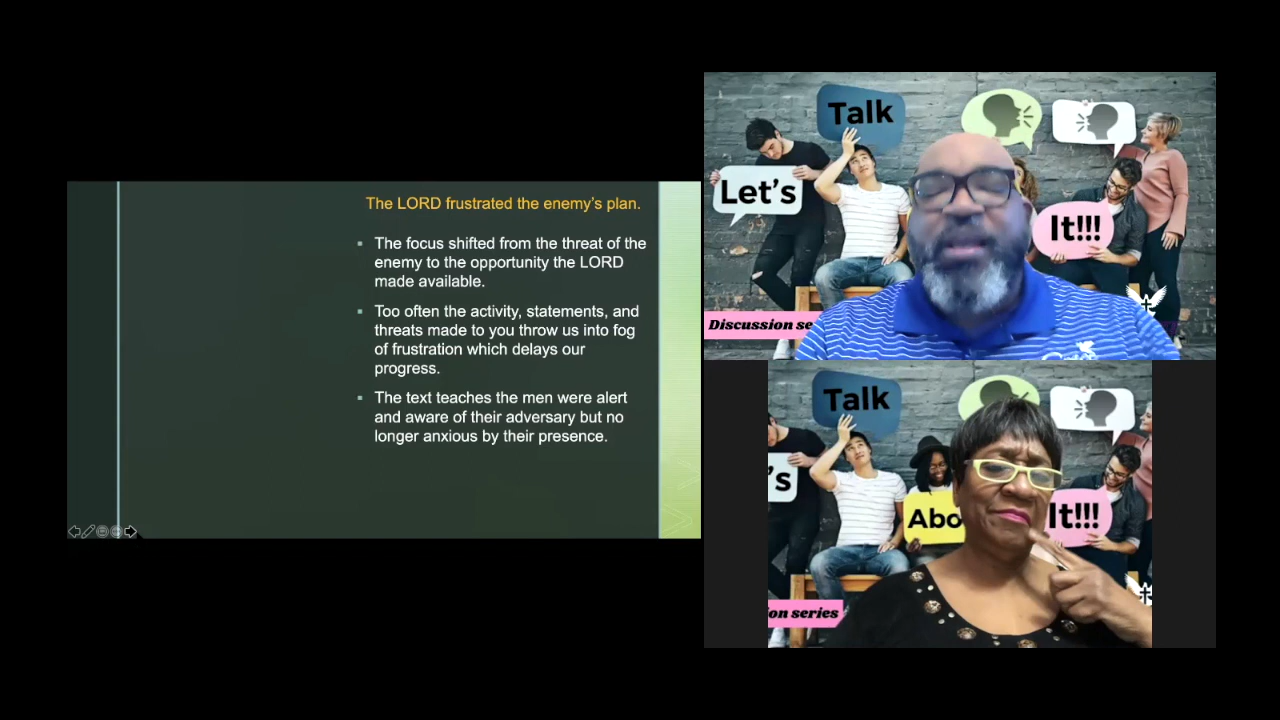 The LORD frustrated the enemy's plan.
The focus shifted from the threat of the
enemy to the opportunity the LORD
made available.
Too often the activity, statements, and
threats made to you throw us into fog
of frustration which delays our
progress.
The text teaches the men were alert
and aware of their adversary but no
longer anxious by their presence.
Talk
Let's
It!!!
Discussion se
Talk
's
Abo
It!!!
on series